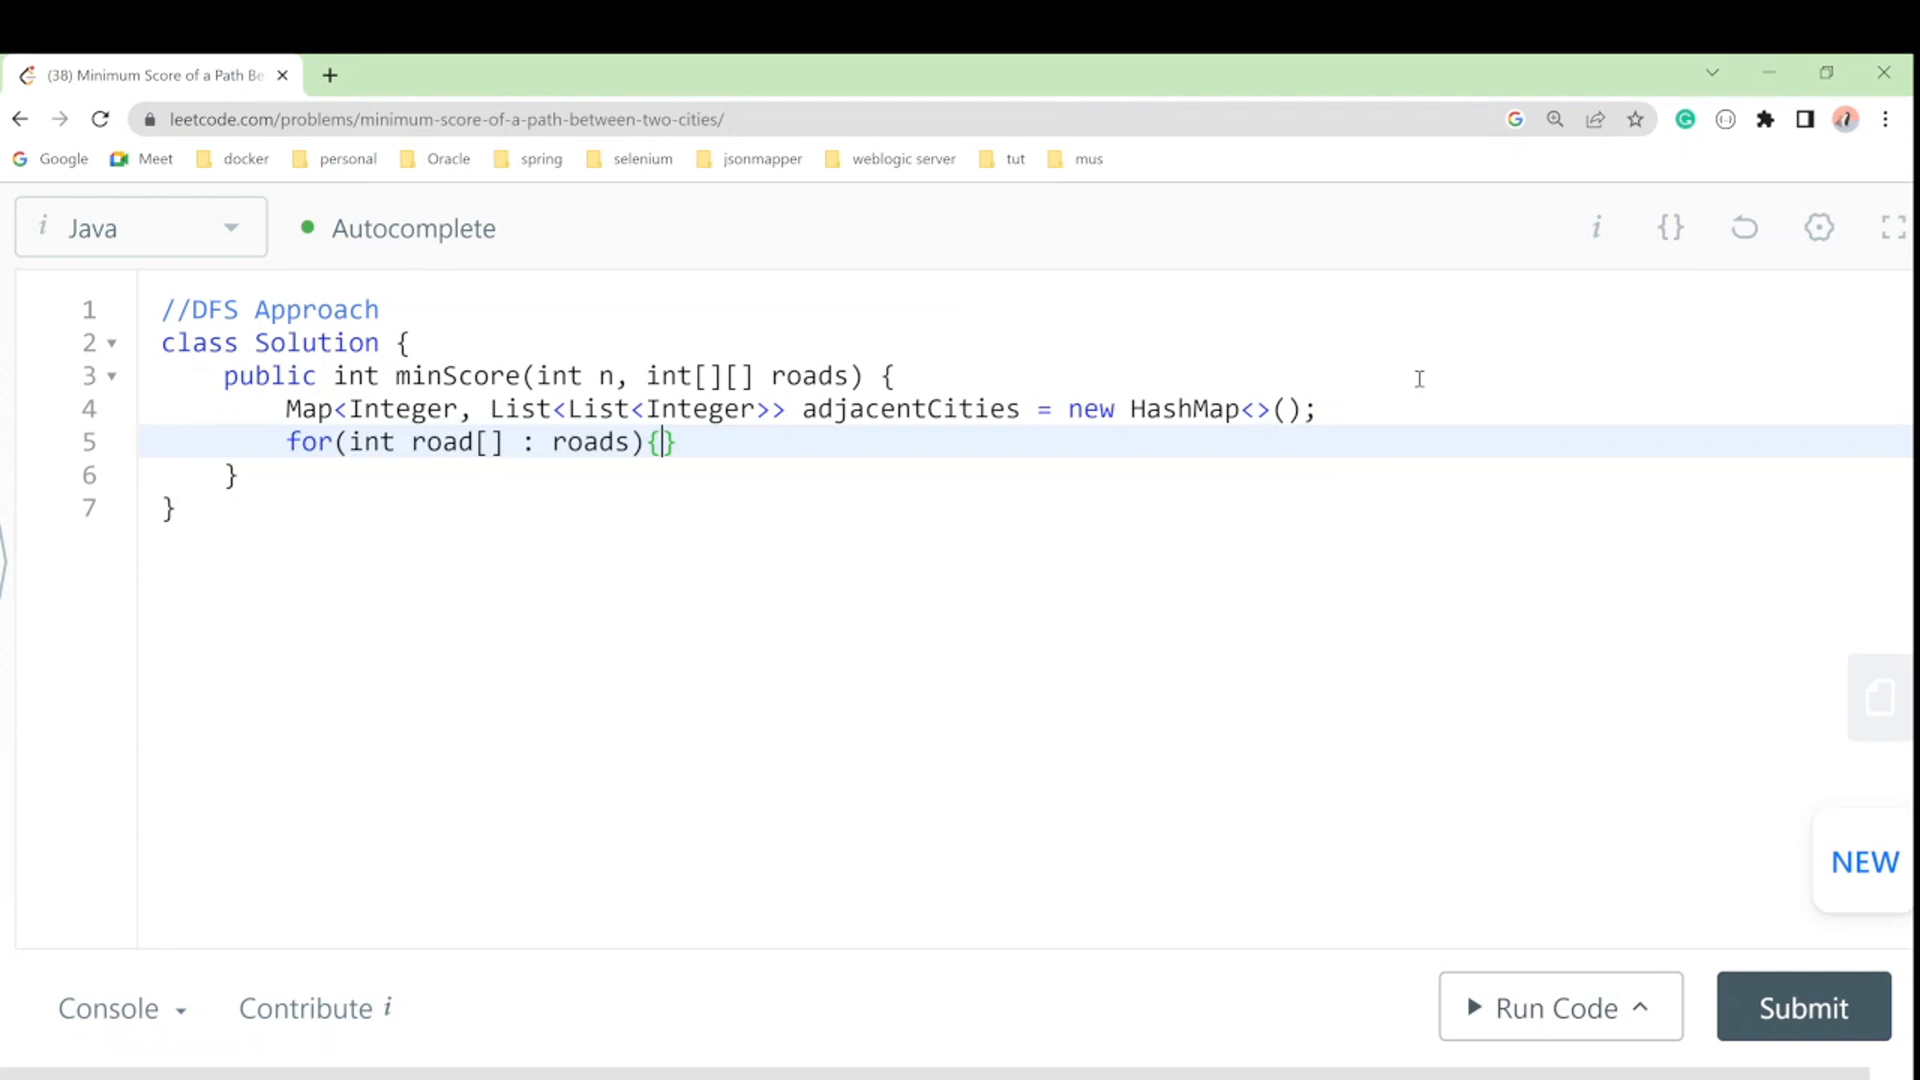 (38) Minimum Score of a Path Be
leetcode.com/problems/minimum-score-of-a-path-between-two-cities/
Google Meet docker personal Oracle spring selenium jsonmapper weblogic server tut mus
i Java Autocomplete i {}
1 //DFS Approach
2 class Solution {
3 public int minScore(int n, int[][] roads) {
4 Map<Integer, List<List<Integer>> adjacentCities = new HashMap<>();
5 for(int road[] : roads){}
6 }
7 }
NEW
Console Contribute i Run Code Submit